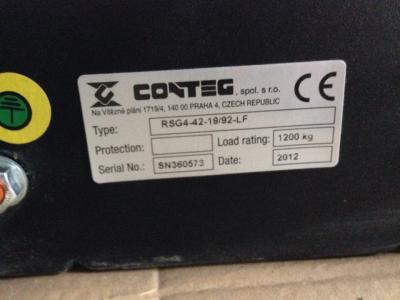 CONTEG, spol. s r.o. CE
Na Vítězné pláni 1719/4, 140 00 PRAHA 4, CZECH REPUBLIC
Type: RSG4-42-19/92-LF
Protection: Load rating: 1200 kg
Serial No.: SN360573 Date: 2012